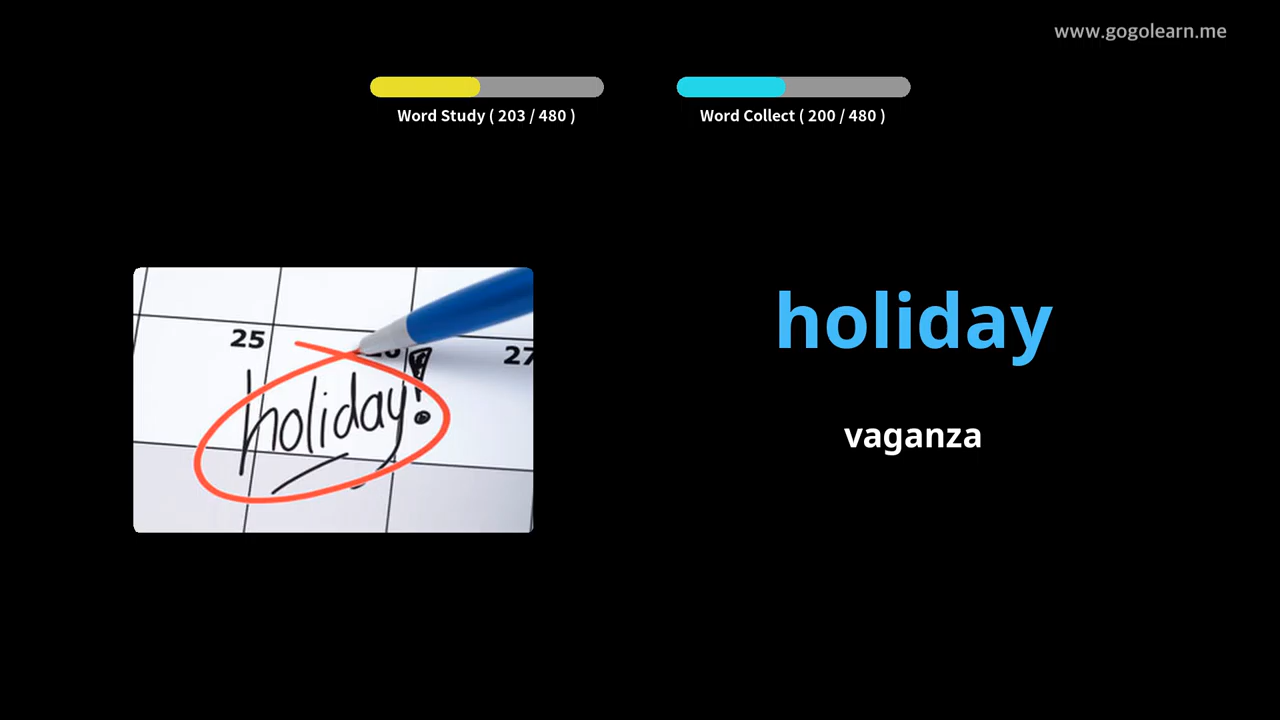 www.gogolearn.me
Word Study ( 203 / 480 )
Word Collect ( 200 / 480 )
25
27
holiday!
holiday
vaganza